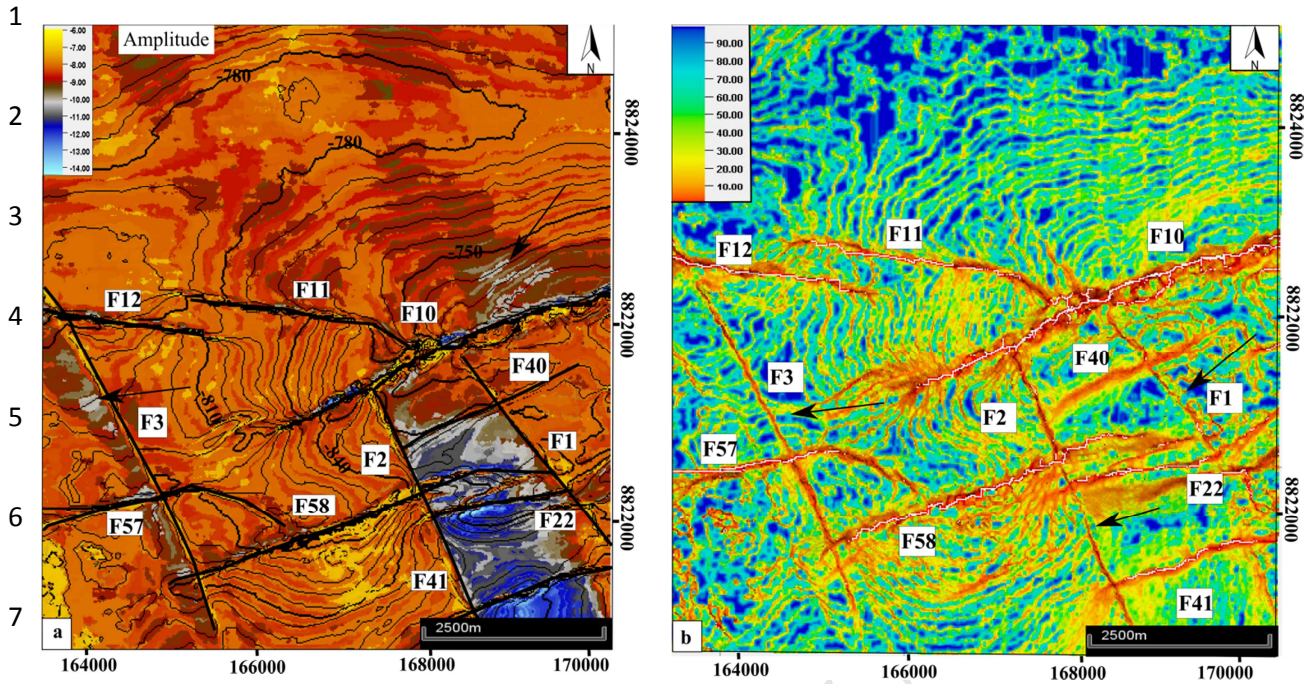 1
2
3
4
5
6
7
-6.00
-7.00
-8.00
-9.00
-10.00
-11.00
-12.00
-13.00
-14.00
Amplitude
N
-780
-780
-750
F12
F11
F10
F40
F3
-810
F2
-840
F1
F57
F58
F22
F41
a
2500m
164000
166000
168000
170000
8824000
8822000
8822000
90.00
80.00
70.00
60.00
50.00
40.00
30.00
20.00
10.00
N
F12
F11
F10
F3
F40
F2
F1
F57
F22
F58
F41
b
2500m
164000
166000
168000
170000
8824000
8822000
8822000